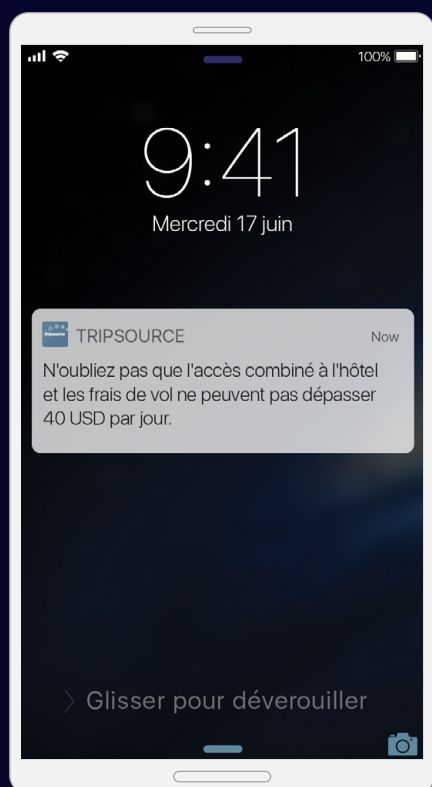 100%
9:41
Mercredi 17 juin
TRIPSOURCE Now
N'oubliez pas que l'accès combiné à l'hôtel
et les frais de vol ne peuvent pas dépasser
40 USD par jour.
Glisser pour déverouiller